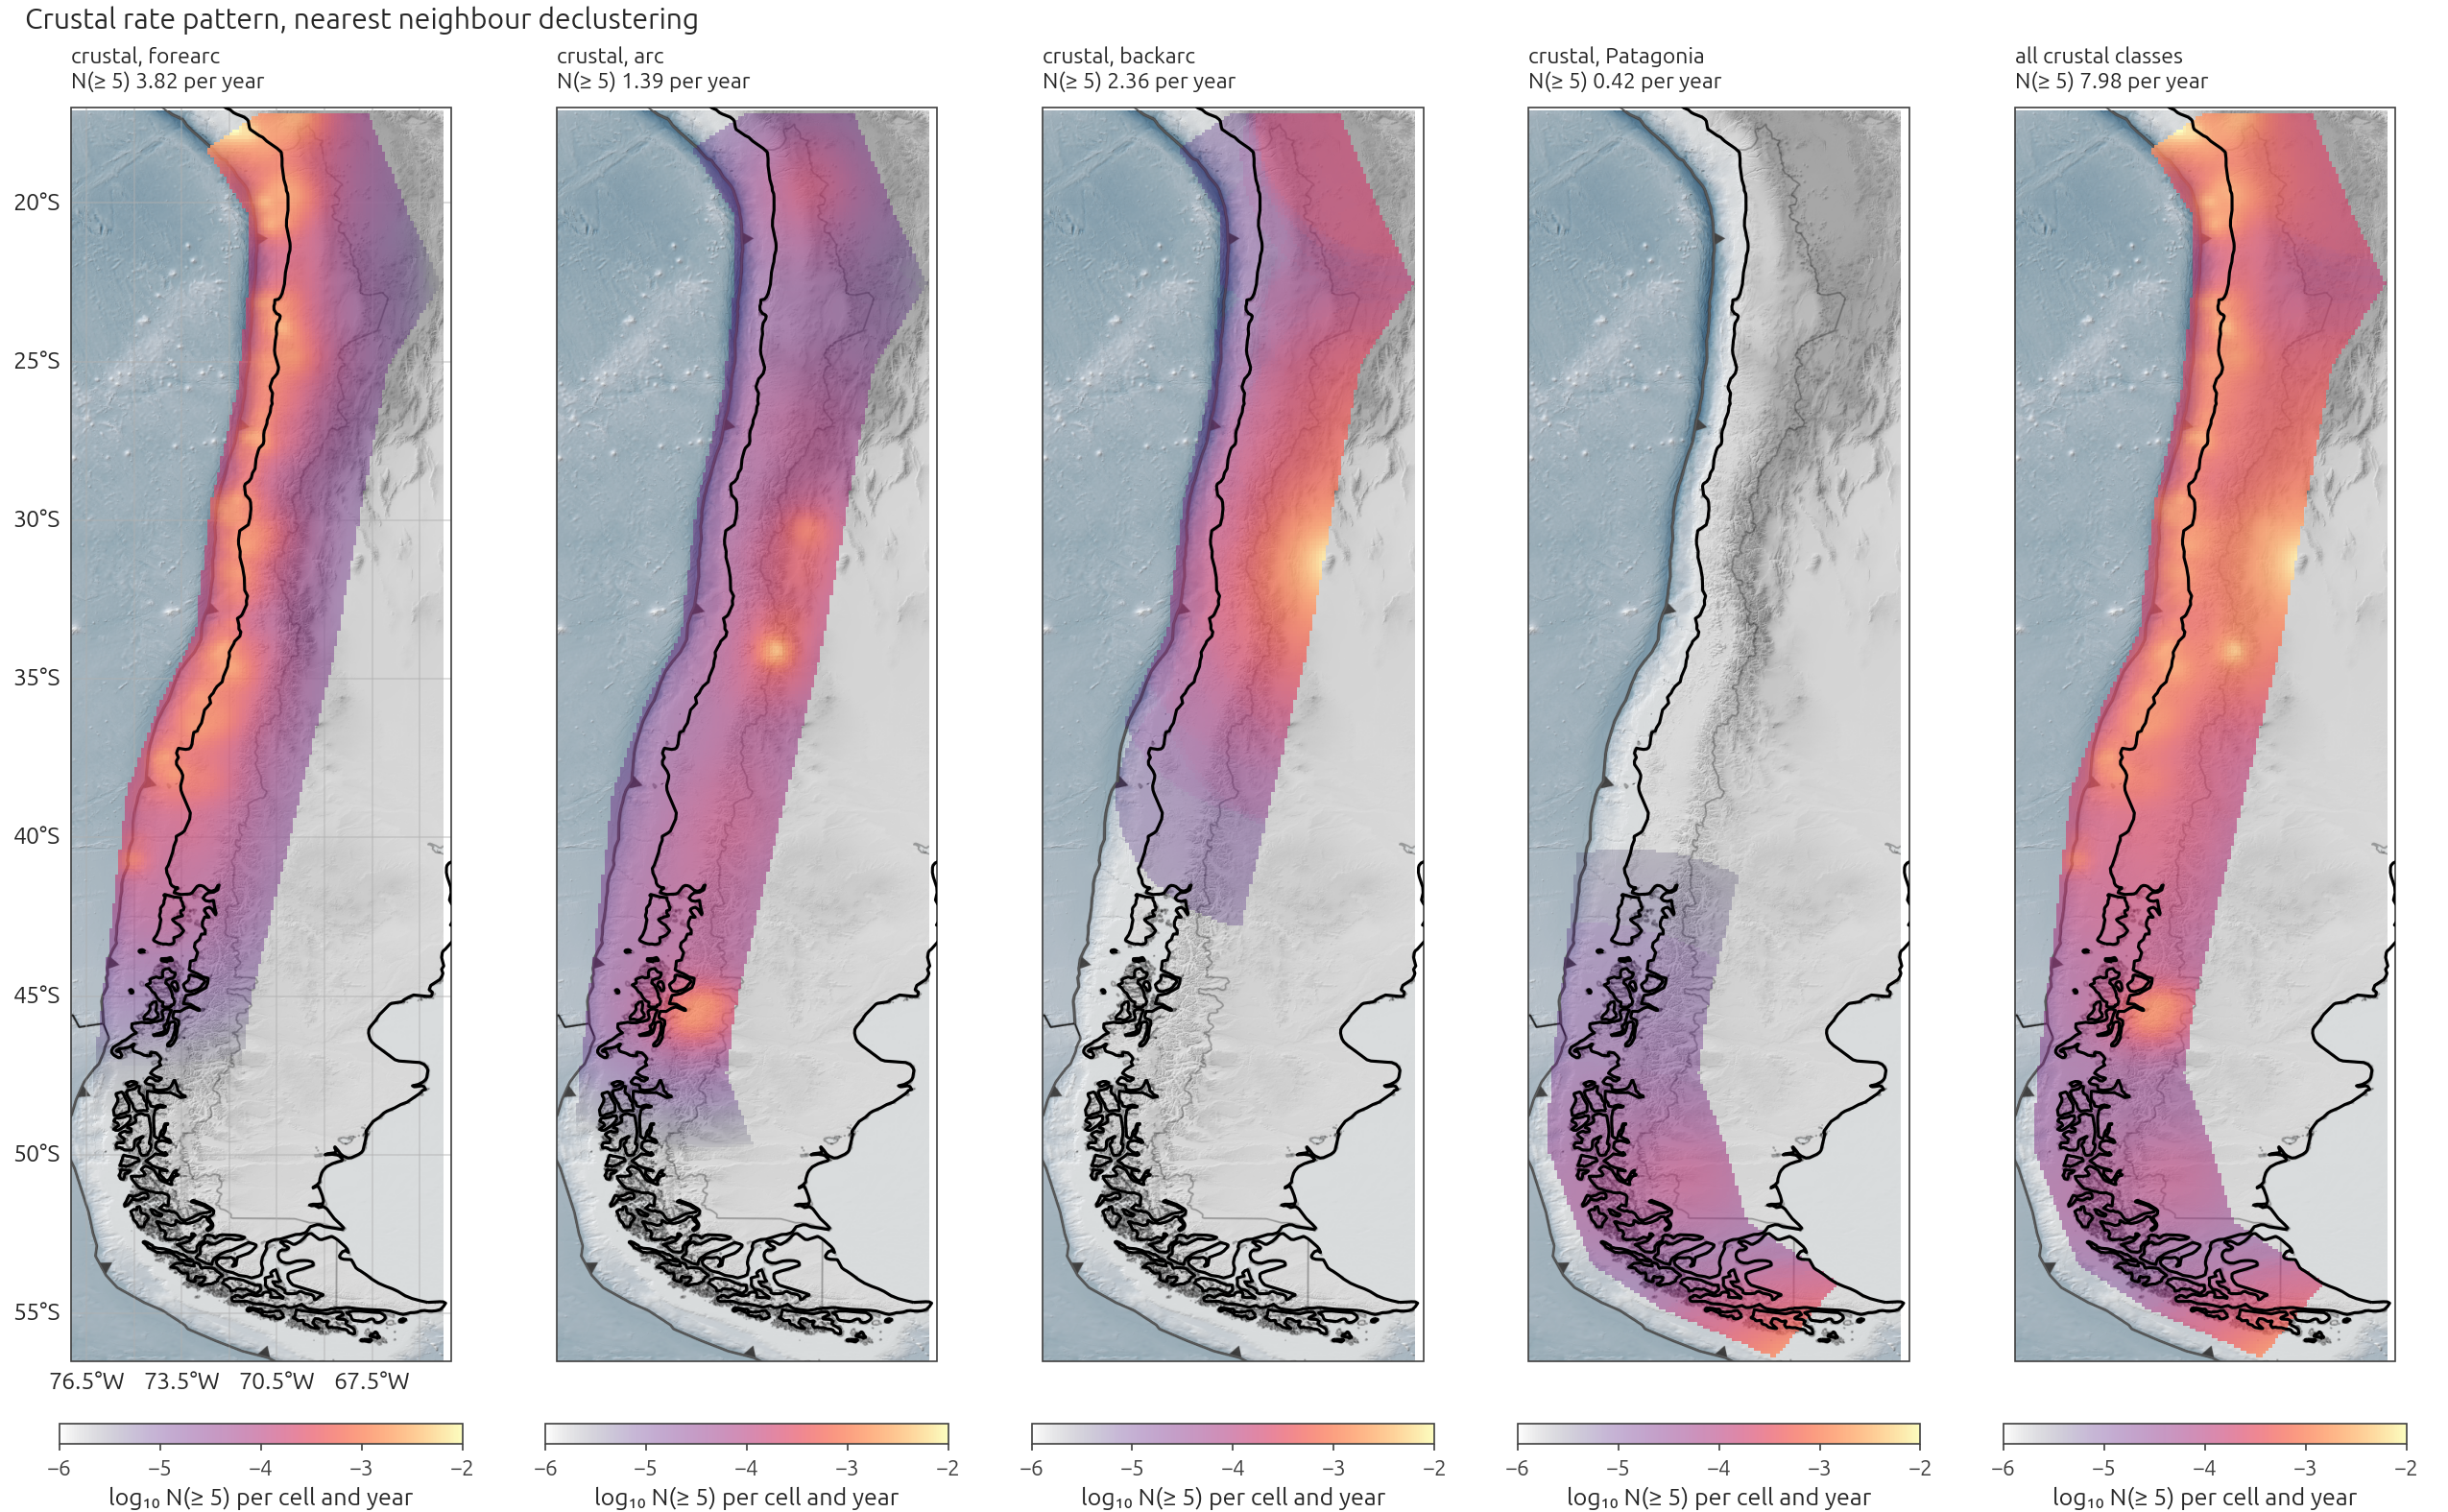 Crustal rate pattern, nearest neighbour declustering
crustal, forearc
N(≥ 5) 3.82 per year
crustal, arc
N(≥ 5) 1.39 per year
crustal, backarc
N(≥ 5) 2.36 per year
crustal, Patagonia
N(≥ 5) 0.42 per year
all crustal classes
N(≥ 5) 7.98 per year
20°S
25°S
30°S
35°S
40°S
45°S
50°S
55°S
76.5°W 73.5°W 70.5°W 67.5°W
−6 −5 −4 −3 −2
log₁₀ N(≥ 5) per cell and year
−6 −5 −4 −3 −2
log₁₀ N(≥ 5) per cell and year
−6 −5 −4 −3 −2
log₁₀ N(≥ 5) per cell and year
−6 −5 −4 −3 −2
log₁₀ N(≥ 5) per cell and year
−6 −5 −4 −3 −2
log₁₀ N(≥ 5) per cell and year